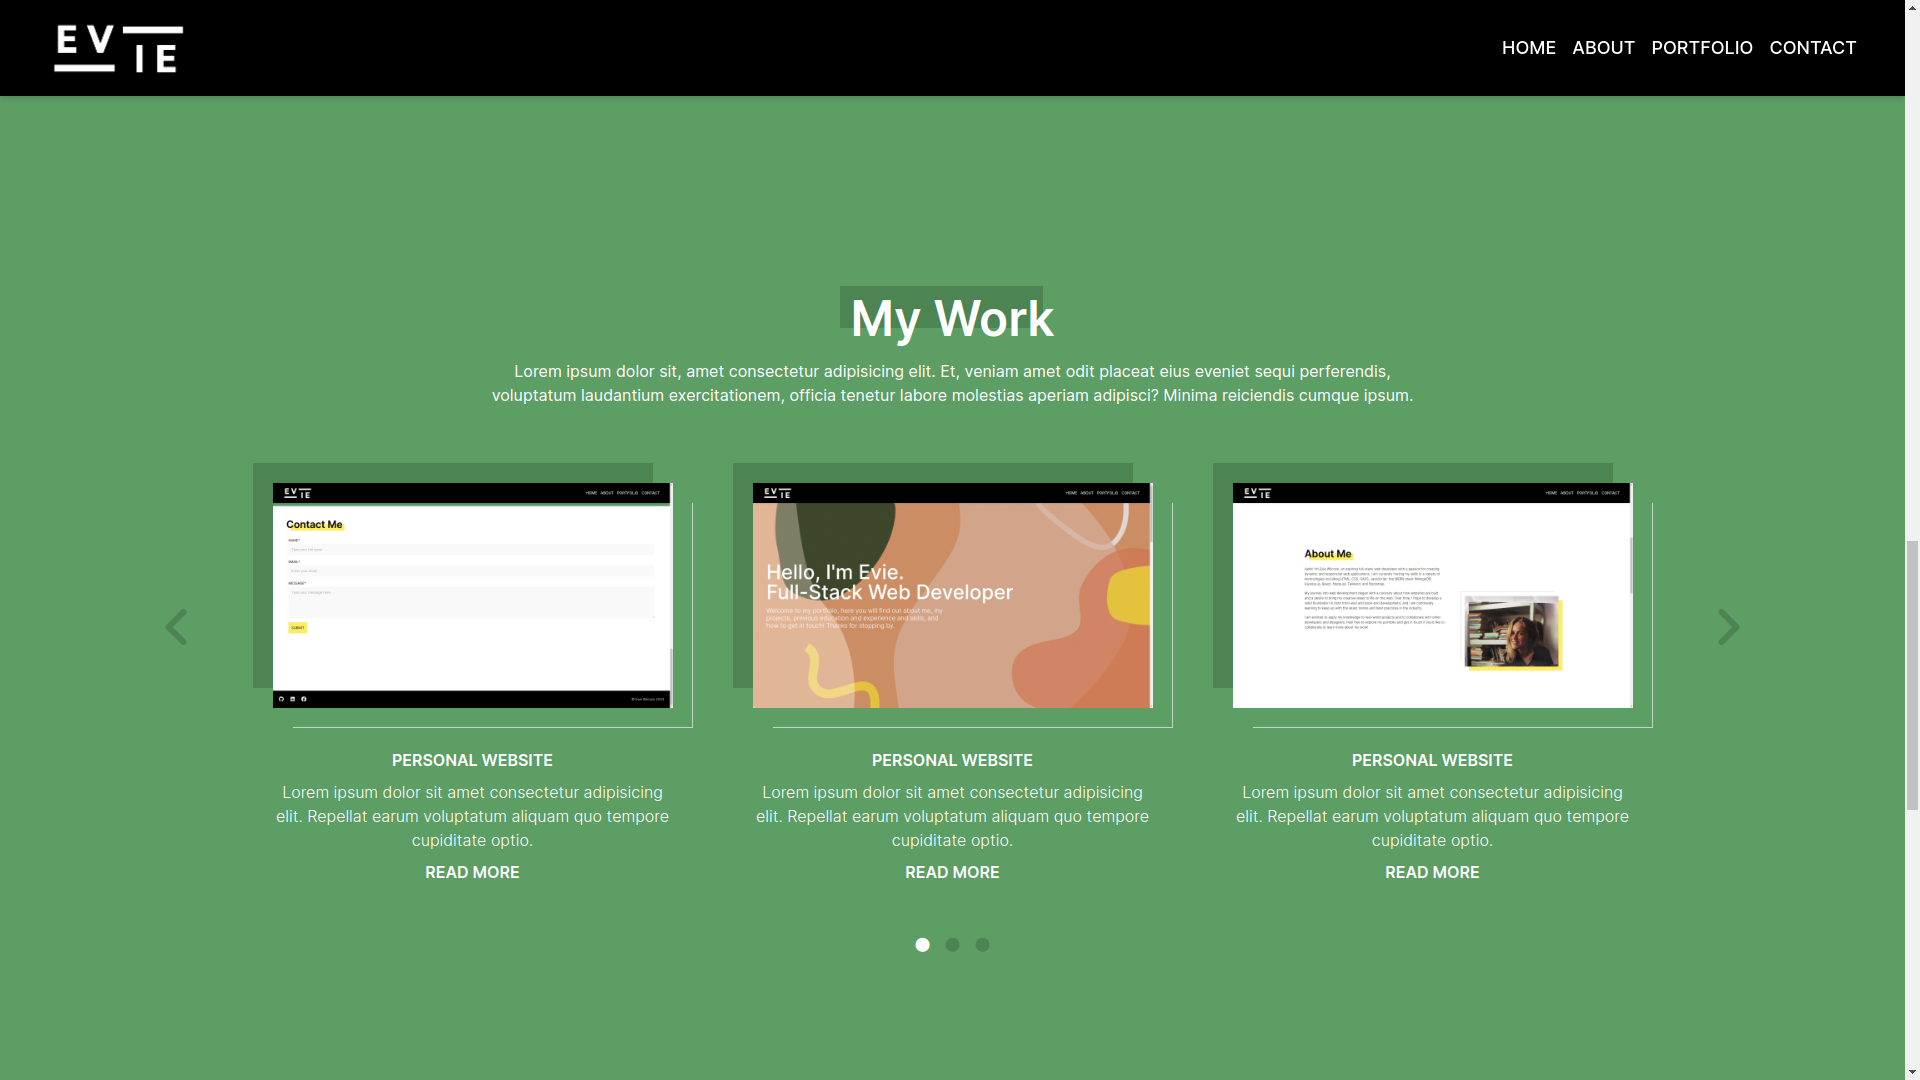 EV IE
HOME ABOUT PORTFOLIO CONTACT
My Work
Lorem ipsum dolor sit, amet consectetur adipisicing elit. Et, veniam amet odit placeat eius eveniet sequi perferendis,
voluptatum laudantium exercitationem, officia tenetur labore molestias aperiam adipisci? Minima reiciendis cumque ipsum.
EV IE
HOME ABOUT PORTFOLIO CONTACT
Contact Me
NAME*
EMAIL*
MESSAGE*
Type your message here
SUBMIT
EV IE
HOME ABOUT PORTFOLIO CONTACT
Hello, I'm Evie.
Full-Stack Web Developer
Welcome to my portfolio, here you will find out about me, my
projects, previous education and experience and skills, and
how to get in touch! Thanks for stopping by.
EV IE
HOME ABOUT PORTFOLIO CONTACT
About Me
PERSONAL WEBSITE
Lorem ipsum dolor sit amet consectetur adipisicing
elit. Repellat earum voluptatum aliquam quo tempore
cupiditate optio.
READ MORE
PERSONAL WEBSITE
Lorem ipsum dolor sit amet consectetur adipisicing
elit. Repellat earum voluptatum aliquam quo tempore
cupiditate optio.
READ MORE
PERSONAL WEBSITE
Lorem ipsum dolor sit amet consectetur adipisicing
elit. Repellat earum voluptatum aliquam quo tempore
cupiditate optio.
READ MORE